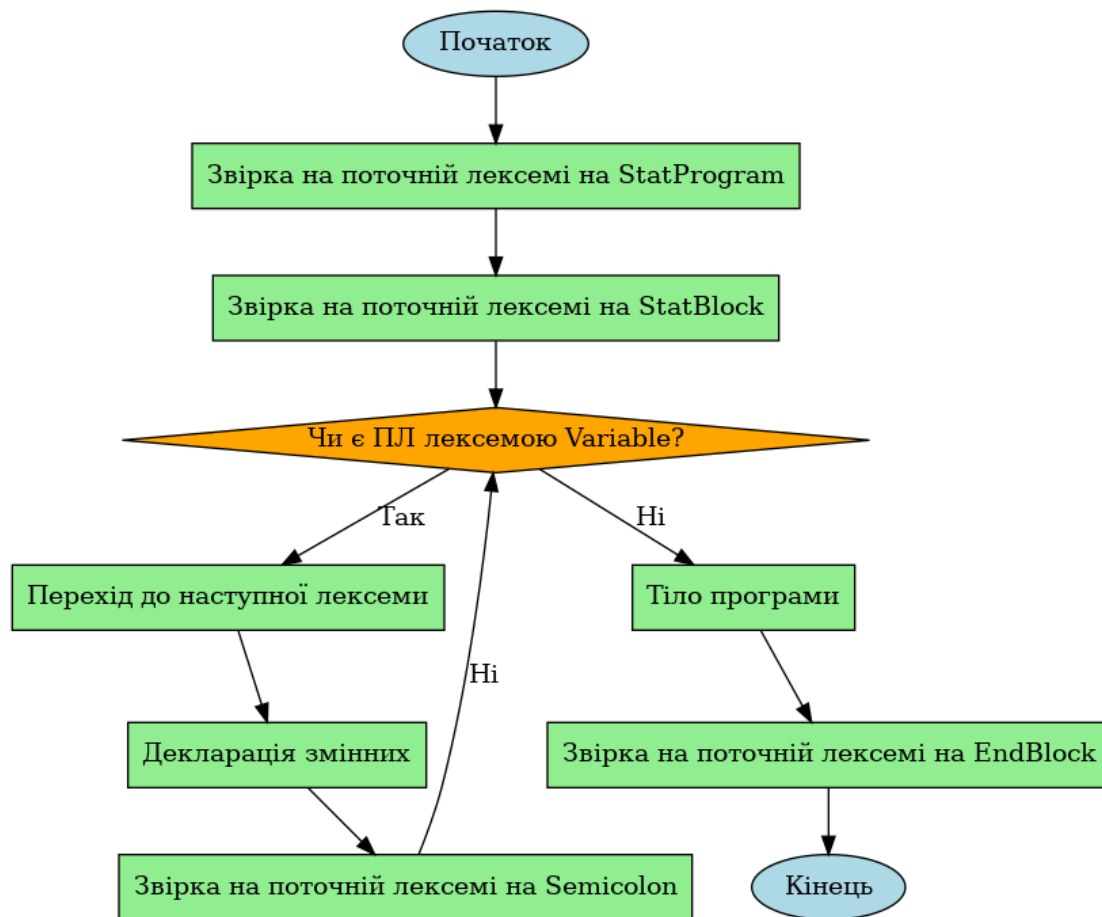 Початок
Звірка на поточній лексемі на StatProgram
Звірка на поточній лексемі на StatBlock
Чи є ПЛ лексемою Variable?
Так
Ні
Перехід до наступної лексеми
Тіло програми
Ні
Декларація змінних
Звірка на поточній лексемі на EndBlock
Звірка на поточній лексемі на Semicolon
Кінець